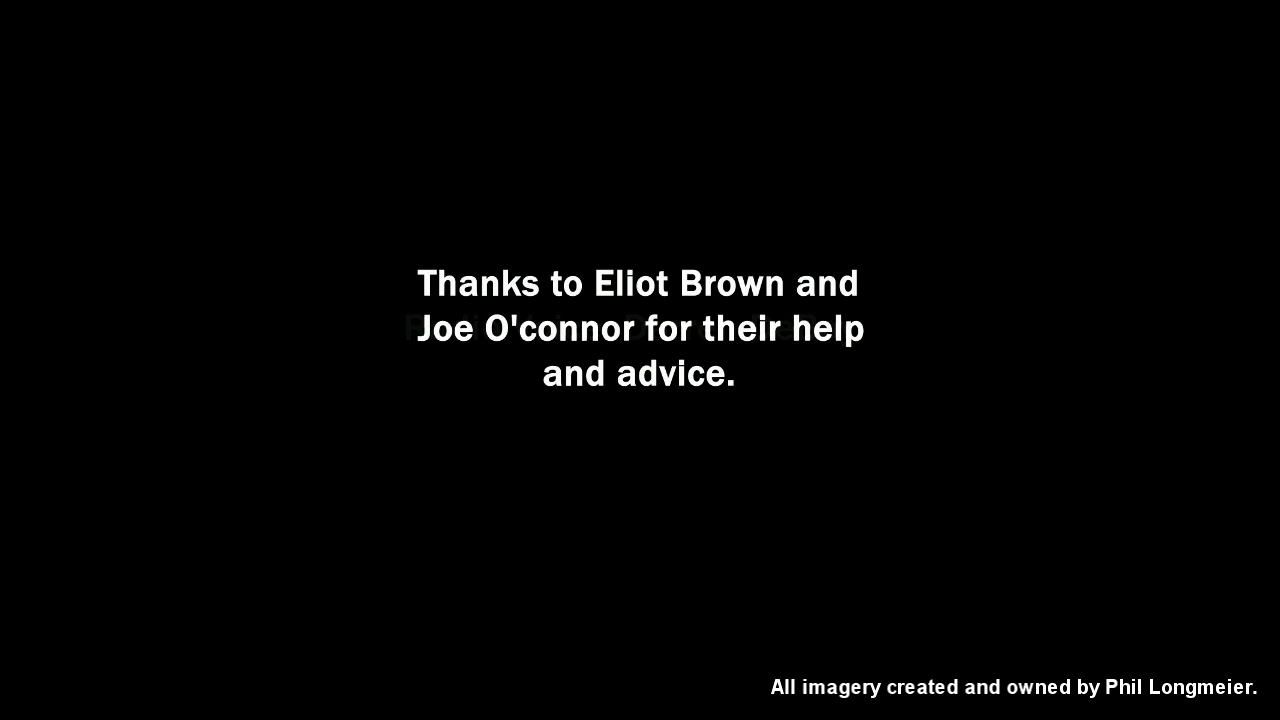 Thanks to Eliot Brown and
Joe O'connor for their help
and advice.
All imagery created and owned by Phil Longmeier.